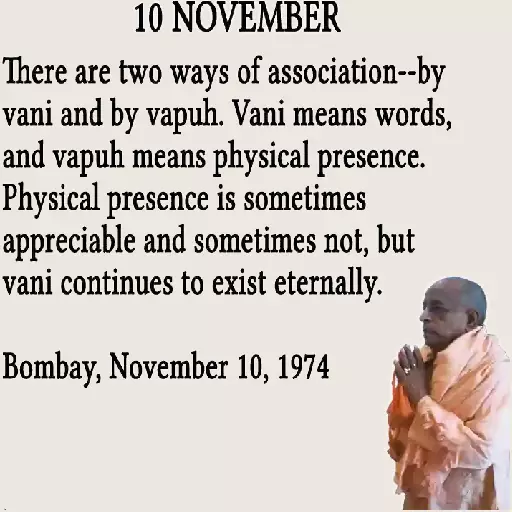 10 NOVEMBER
There are two ways of association--by
vani and by vapuh. Vani means words,
and vapuh means physical presence.
Physical presence is sometimes
appreciable and sometimes not, but
vani continues to exist eternally.
Bombay, November 10, 1974